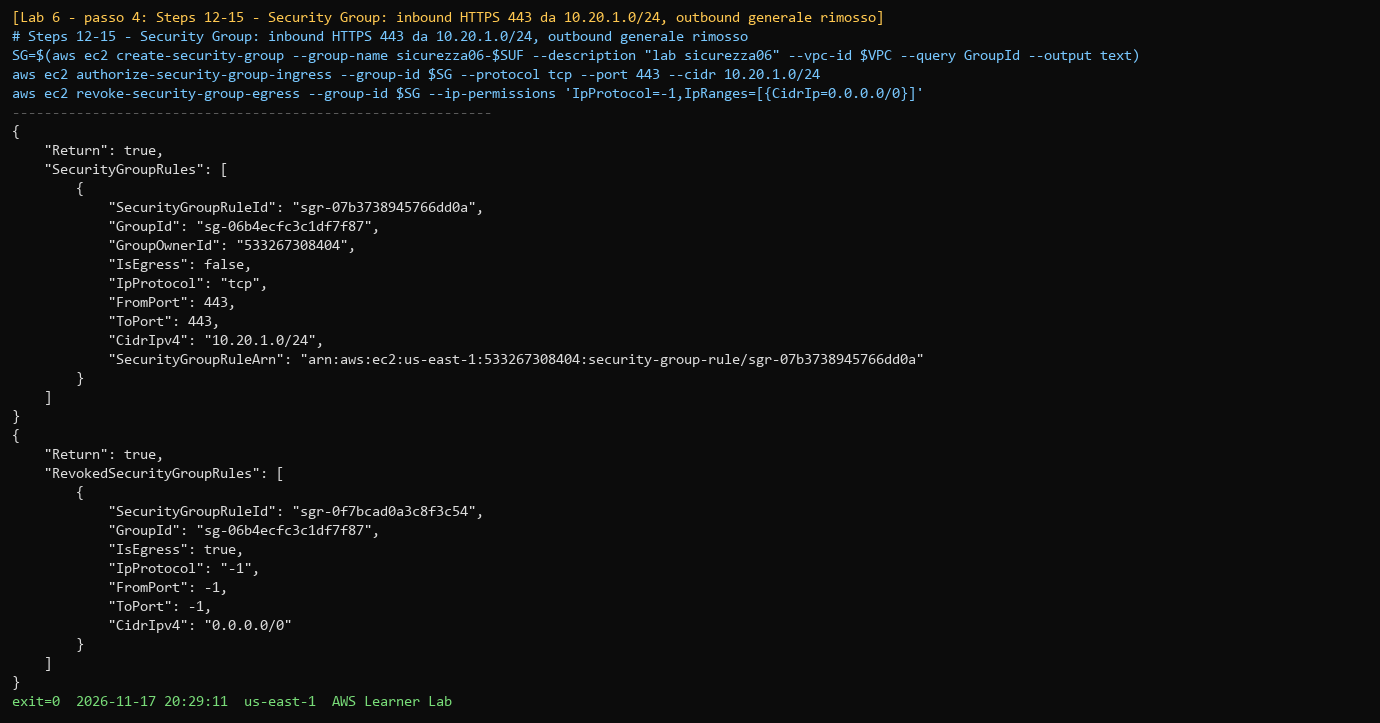 [Lab 6 - passo 4: Steps 12-15 - Security Group: inbound HTTPS 443 da 10.20.1.0/24, outbound generale rimosso]
# Steps 12-15 - Security Group: inbound HTTPS 443 da 10.20.1.0/24, outbound generale rimosso
SG=$(aws ec2 create-security-group --group-name sicurezza06-$SUF --description "lab sicurezza06" --vpc-id $VPC --query GroupId --output text)
aws ec2 authorize-security-group-ingress --group-id $SG --protocol tcp --port 443 --cidr 10.20.1.0/24
aws ec2 revoke-security-group-egress --group-id $SG --ip-permissions 'IpProtocol=-1,IpRanges=[{CidrIp=0.0.0.0/0}]'
------------------------------------------------------------
{
    "Return": true,
    "SecurityGroupRules": [
        {
            "SecurityGroupRuleId": "sgr-07b3738945766dd0a",
            "GroupId": "sg-06b4ecfc3c1df7f87",
            "GroupOwnerId": "533267308404",
            "IsEgress": false,
            "IpProtocol": "tcp",
            "FromPort": 443,
            "ToPort": 443,
            "CidrIpv4": "10.20.1.0/24",
            "SecurityGroupRuleArn": "arn:aws:ec2:us-east-1:533267308404:security-group-rule/sgr-07b3738945766dd0a"
        }
    ]
}
{
    "Return": true,
    "RevokedSecurityGroupRules": [
        {
            "SecurityGroupRuleId": "sgr-0f7bcad0a3c8f3c54",
            "GroupId": "sg-06b4ecfc3c1df7f87",
            "IsEgress": true,
            "IpProtocol": "-1",
            "FromPort": -1,
            "ToPort": -1,
            "CidrIpv4": "0.0.0.0/0"
        }
    ]
}
exit=0  2026-11-17 20:29:11  us-east-1  AWS Learner Lab